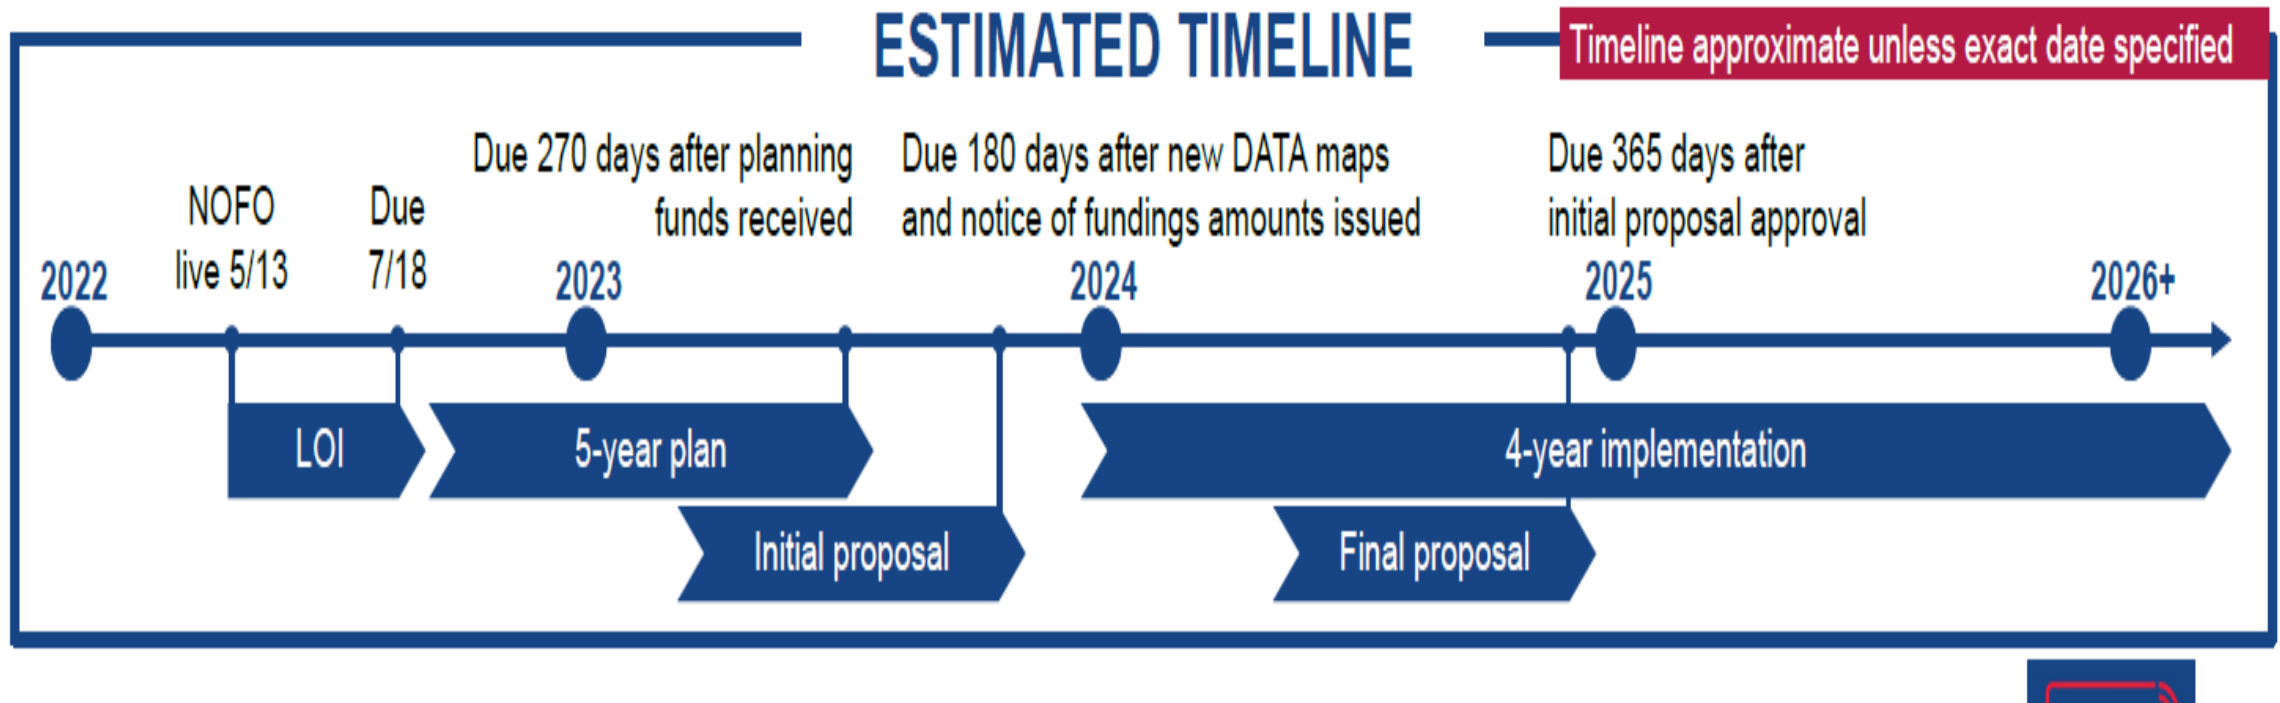 ESTIMATED TIMELINE
Timeline approximate unless exact date specified
NOFO
live 5/13
Due
7/18
Due 270 days after planning
funds received
Due 180 days after new DATA maps
and notice of fundings amounts issued
Due 365 days after
initial proposal approval
2022
2023
2024
2025
2026+
LOI
5-year plan
4-year implementation
Initial proposal
Final proposal